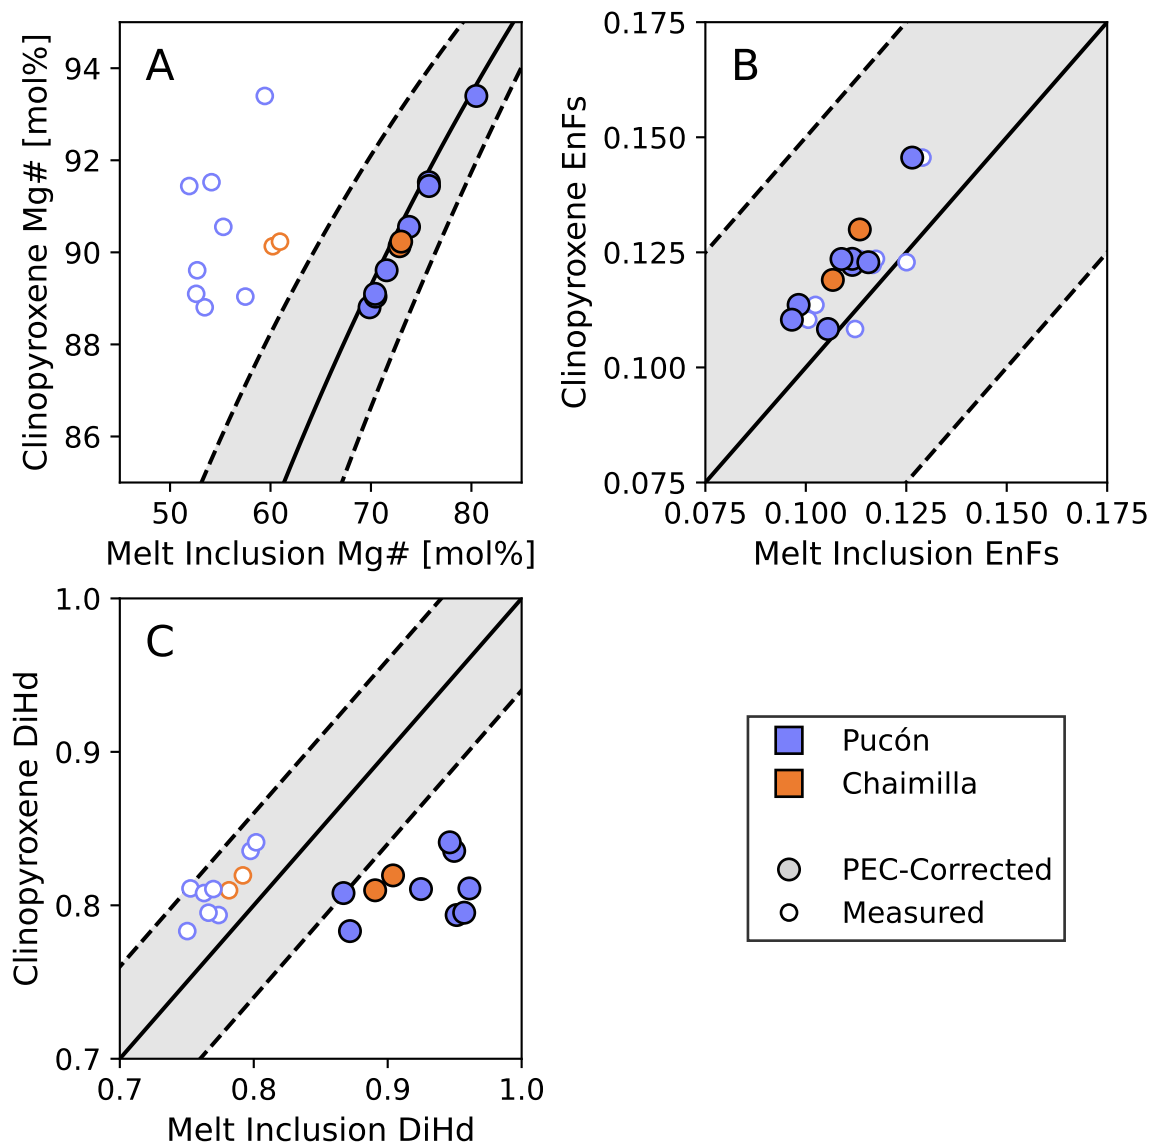 A
Clinopyroxene Mg# [mol%]
94
92
90
88
86
50 60 70 80
Melt Inclusion Mg# [mol%]
B
Clinopyroxene EnFs
0.175
0.150
0.125
0.100
0.075
0.075 0.100 0.125 0.150 0.175
Melt Inclusion EnFs
C
Clinopyroxene DiHd
1.0
0.9
0.8
0.7
0.7 0.8 0.9 1.0
Melt Inclusion DiHd
Pucón
Chaimilla
PEC-Corrected
Measured